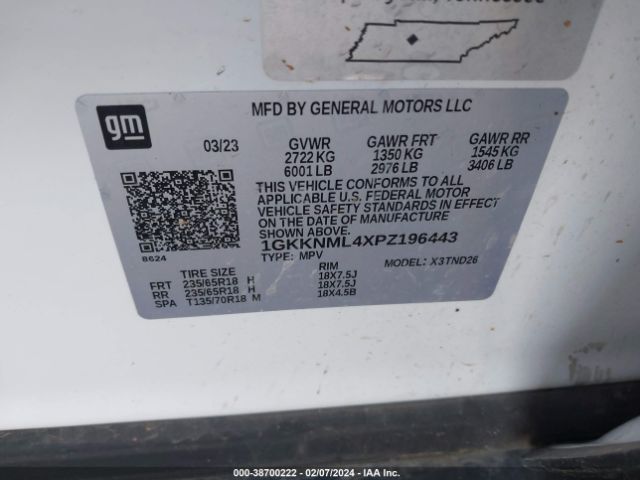 Tennessee
gm
MFD BY GENERAL MOTORS LLC
03/23 GVWR GAWR FRT GAWR RR
2722 KG 1350 KG 1545 KG
6001 LB 2976 LB 3406 LB
THIS VEHICLE CONFORMS TO ALL
APPLICABLE U.S. FEDERAL MOTOR
VEHICLE SAFETY STANDARDS IN EFFECT
ON THE DATE OF MANUFACTURE
SHOWN ABOVE.
1GKKNML4XPZ196443
8624
TYPE: MPV MODEL: X3TND26
TIRE SIZE RIM
FRT 235/65R18 H 18X7.5J
RR 235/65R18 H 18X7.5J
SPA T135/70R18 M 18X4.5B
000-38700222 - 02/07/2024 - IAAI.com